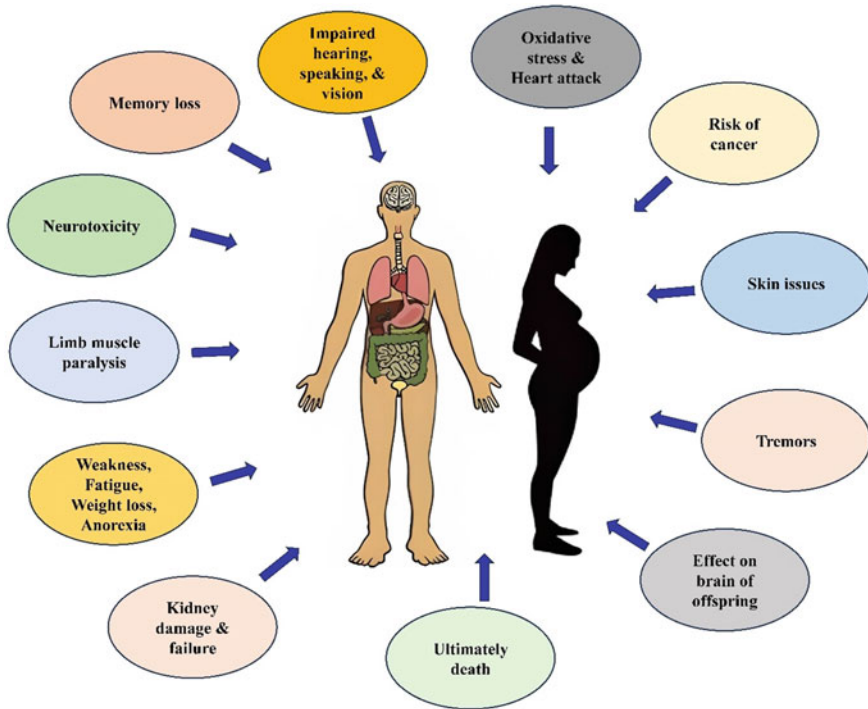 Impaired
hearing,
speaking, &
vision
Oxidative
stress &
Heart attack
Memory loss
Risk of
cancer
Neurotoxicity
Skin issues
Limb muscle
paralysis
Tremors
Weakness,
Fatigue,
Weight loss,
Anorexia
Effect on
brain of
offspring
Kidney
damage &
failure
Ultimately
death